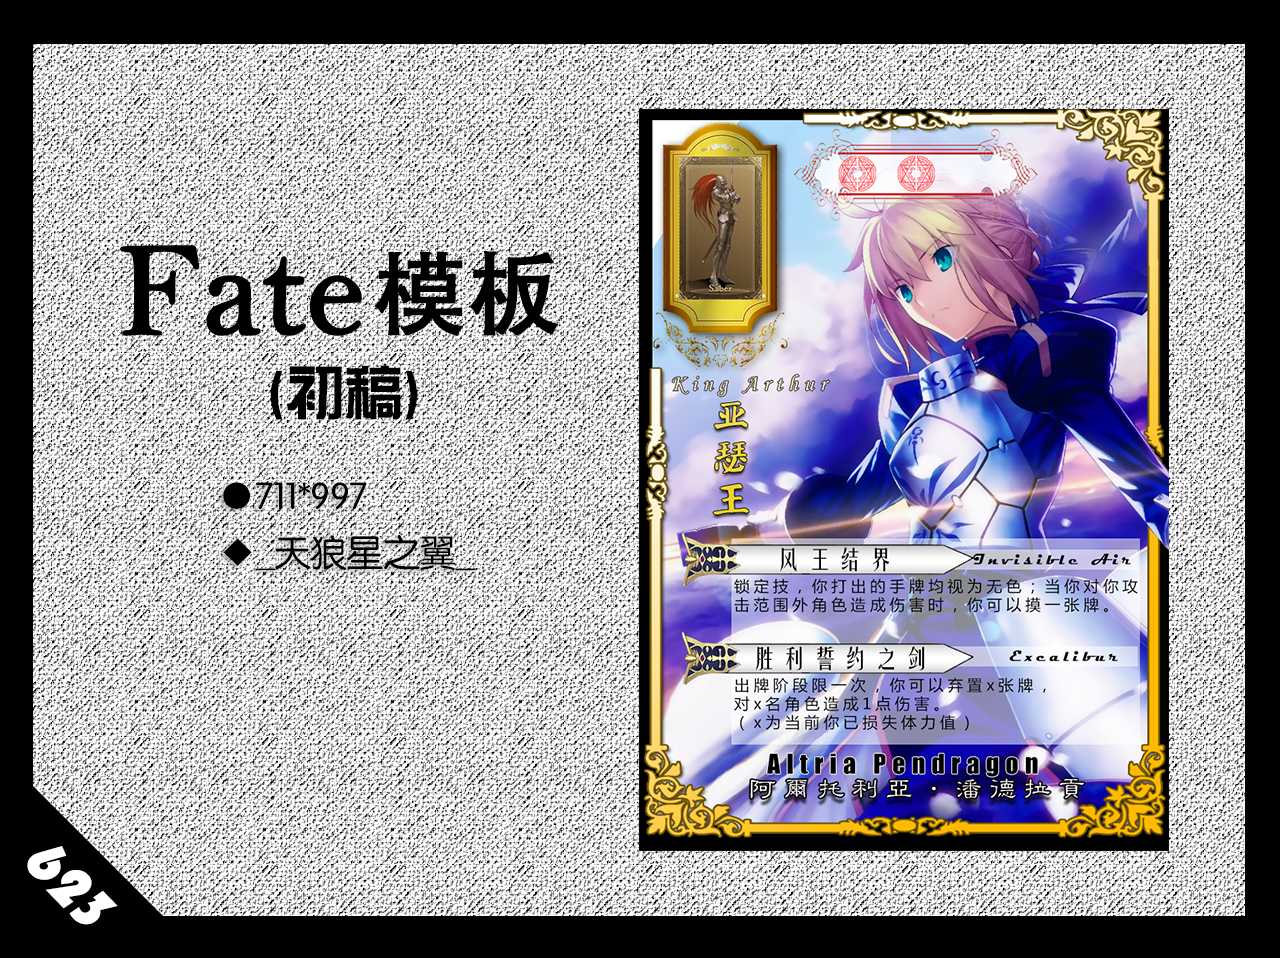 Fate模板
(初稿)
●711*997
◆_天狼星之翼_
623
Saber
King Arthur
亚瑟王
风王结界
Invisible Air
锁定技，你打出的手牌均视为无色；当你对你攻
击范围外角色造成伤害时，你可以摸一张牌。
胜利誓约之剑
Excalibur
出牌阶段限一次，你可以弃置x张牌，
对x名角色造成1点伤害。
（x为当前你已损失体力值）
Altria Pendragon
阿爾托利亞·潘德拉貢